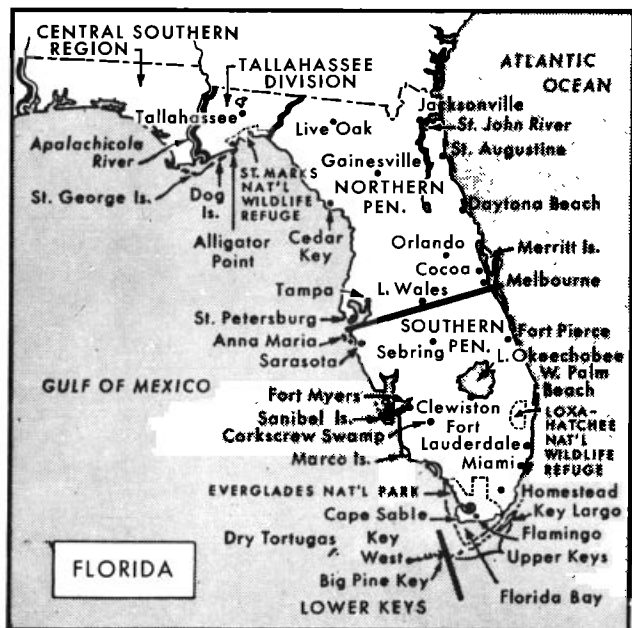 CENTRAL SOUTHERN
REGION
TALLAHASSEE
DIVISION
ATLANTIC
OCEAN
Tallahassee
Jacksonville
Live Oak
St. John River
Apalachicola
River
Gainesville
St. Augustine
St. George Is.
Dog
Is.
ST. MARKS
NAT'L
WILDLIFE
REFUGE
NORTHERN
PEN.
Daytona Beach
Alligator
Point
Cedar
Key
Orlando
Merritt Is.
Cocoa
Melbourne
Tampa
L. Wales
St. Petersburg
SOUTHERN
PEN.
Fort Pierce
Anna Maria
Sebring
L. Okeechobee
Sarasota
W. Palm
Beach
GULF OF MEXICO
Fort Myers
Clewiston
LOXA-
HATCHEE
NAT'L
WILDLIFE
REFUGE
Sanibel Is.
Fort
Lauderdale
Corkscrew Swamp
Marco Is.
Miami
EVERGLADES NAT'L PARK
Homestead
Cape Sable
Key Largo
Dry Tortugas
Key
West
Flamingo
Upper Keys
Big Pine Key
FLORIDA
Florida Bay
LOWER KEYS